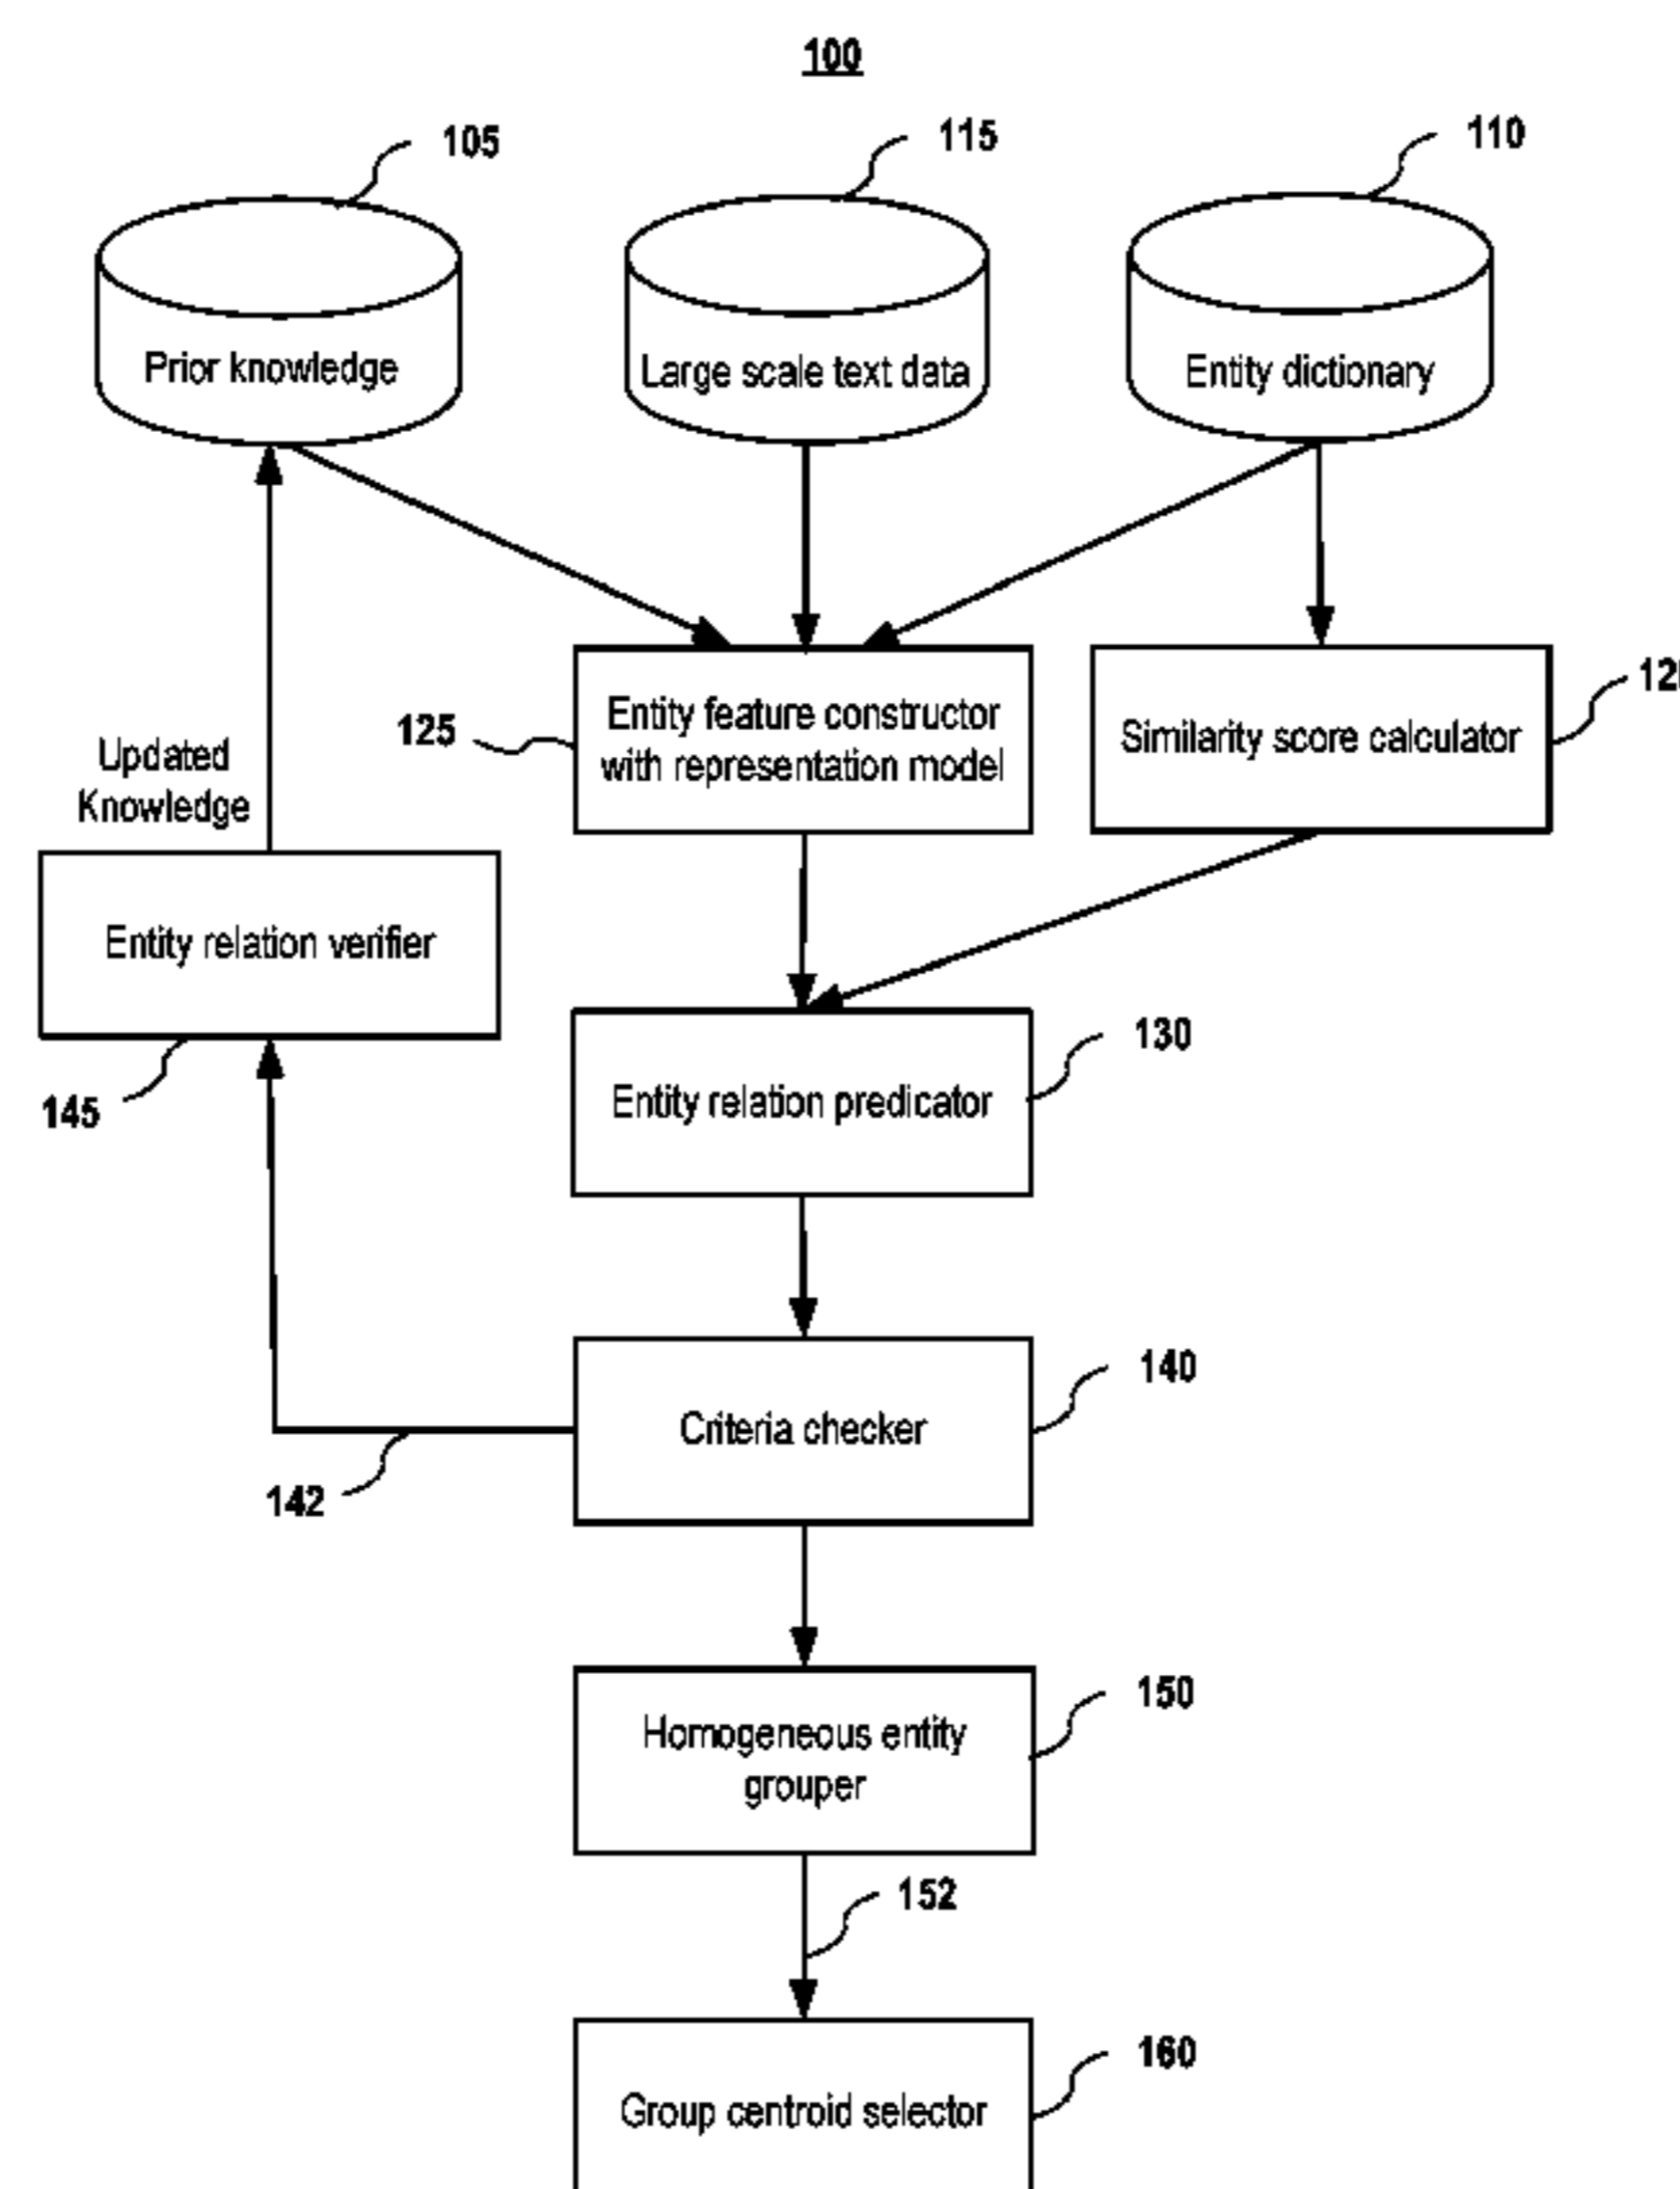 100
105
115
110
Prior knowledge
Large scale text data
Entity dictionary
125
Entity feature constructor
with representation model
Similarity score calculator
Updated
Knowledge
Entity relation verifier
145
130
Entity relation predicator
140
Criteria checker
142
150
Homogeneous entity
grouper
152
160
Group centroid selector